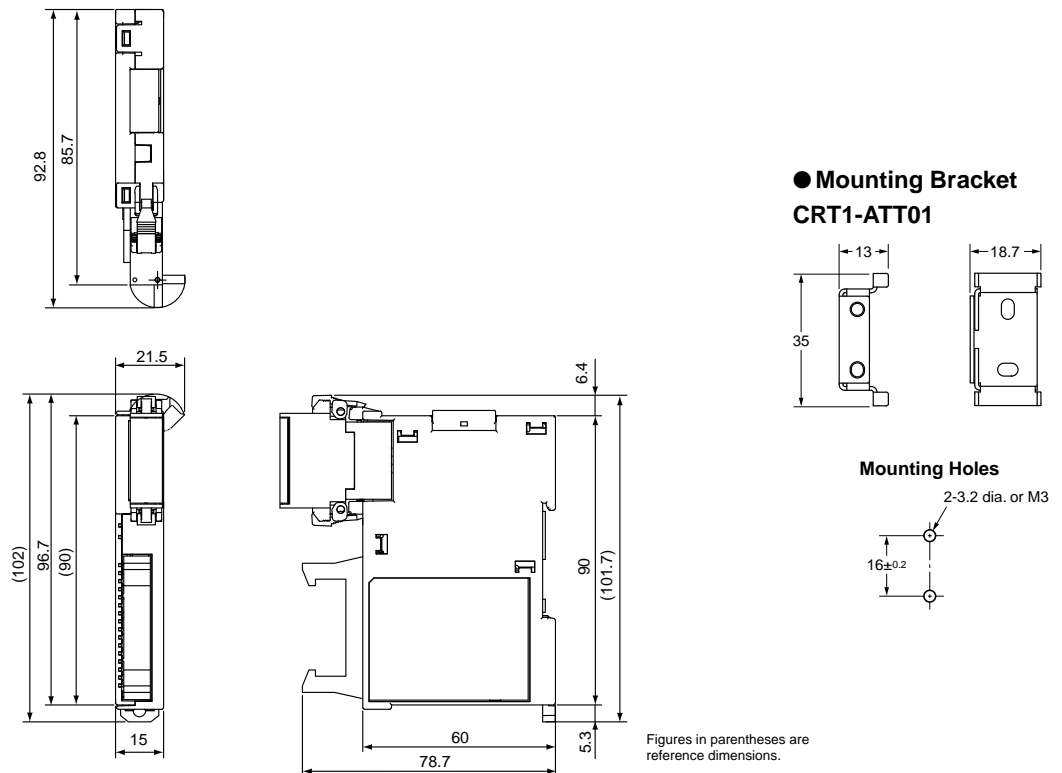 92.8
85.7
● Mounting Bracket
CRT1-ATT01
13
18.7
35
21.5
6.4
Mounting Holes
2-3.2 dia. or M3
16±0.2
(102)
96.7
(90)
90
(101.7)
15
60
5.3
78.7
Figures in parentheses are
reference dimensions.